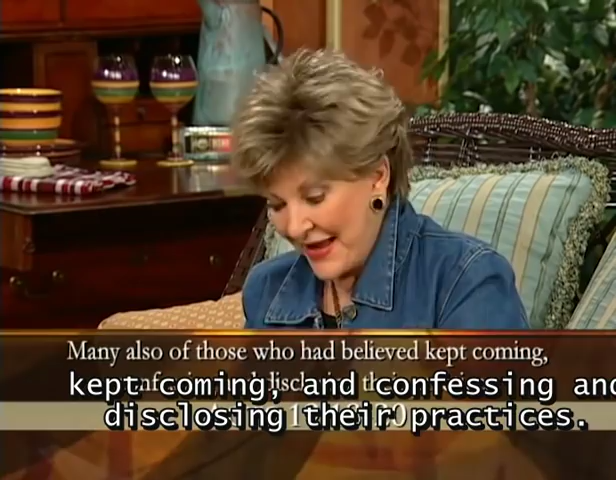 Many also of those who had believed kept coming,
kept coming, and confessing and
disclosing their practices.